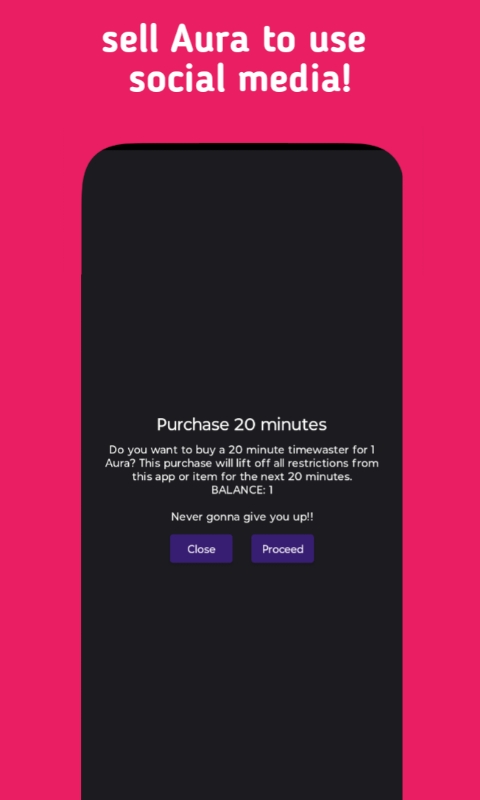 sell Aura to use
social media!
Purchase 20 minutes
Do you want to buy a 20 minute timewaster for 1
Aura? This purchase will lift off all restrictions from
this app or item for the next 20 minutes.
BALANCE: 1
Never gonna give you up!!
Close Proceed